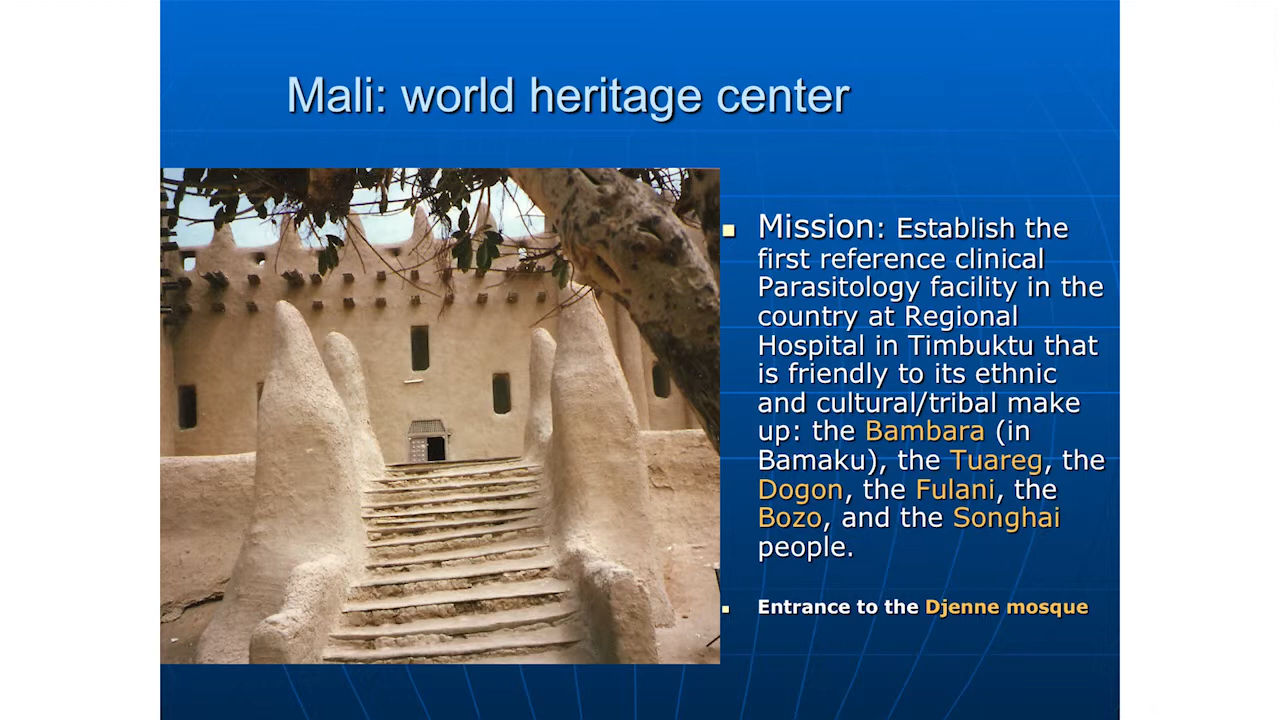 Mali: world heritage center
Mission: Establish the
first reference clinical
Parasitology facility in the
country at Regional
Hospital in Timbuktu that
is friendly to its ethnic
and cultural/tribal make
up: the Bambara (in
Bamaku), the Tuareg, the
Dogon, the Fulani, the
Bozo, and the Songhai
people.
Entrance to the Djenne mosque